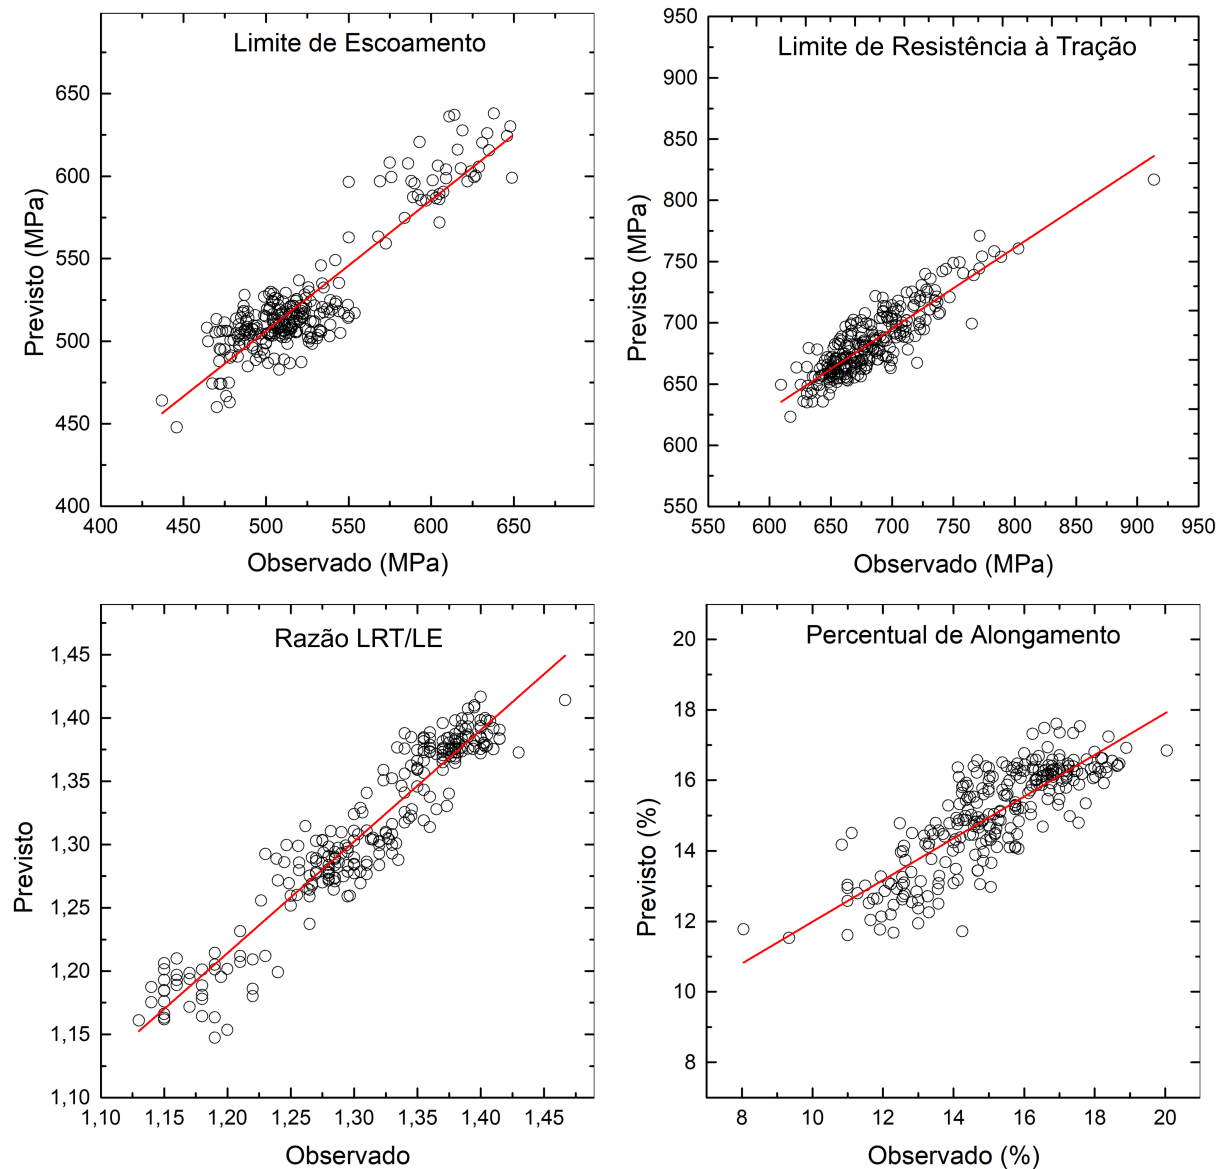 Limite de Escoamento
650
600
550
500
450
400
Previsto (MPa)
400 450 500 550 600 650
Observado (MPa)
Limite de Resistência à Tração
950
900
850
800
750
700
650
600
550
Previsto (MPa)
550 600 650 700 750 800 850 900 950
Observado (MPa)
Razão LRT/LE
1,45
1,40
1,35
1,30
1,25
1,20
1,15
1,10
Previsto
1,10 1,20 1,30 1,40
1,15 1,25 1,35 1,45
Observado
Percentual de Alongamento
20
18
16
14
12
10
8
Previsto (%)
8 10 12 14 16 18 20
Observado (%)